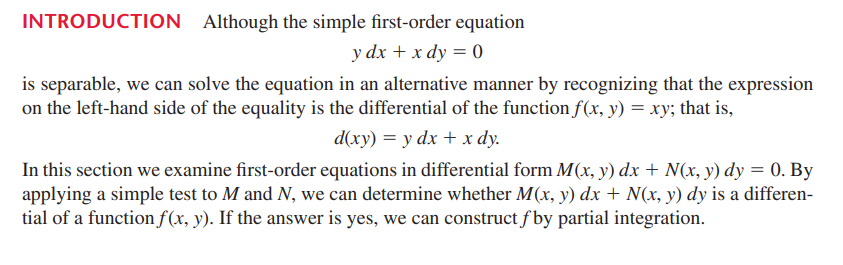 INTRODUCTION Although the simple first-order equation
y dx + x dy = 0
is separable, we can solve the equation in an alternative manner by recognizing that the expression
on the left-hand side of the equality is the differential of the function f(x, y) = xy; that is,
d(xy) = y dx + x dy.
In this section we examine first-order equations in differential form M(x, y) dx + N(x, y) dy = 0. By
applying a simple test to M and N, we can determine whether M(x, y) dx + N(x, y) dy is a differen-
tial of a function f(x, y). If the answer is yes, we can construct f by partial integration.